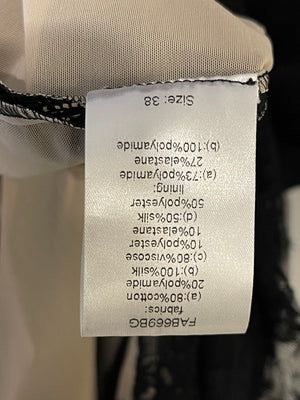 FAB669BG
fabrics:
(a):80%cotton
20%polyamide
(b):100%silk
(c):80%viscose
10%polyester
10%elastane
(d):50%silk
50%polyester
lining:
(a):73%polyamide
27%elastane
(b):100%polyamide
Size: 38